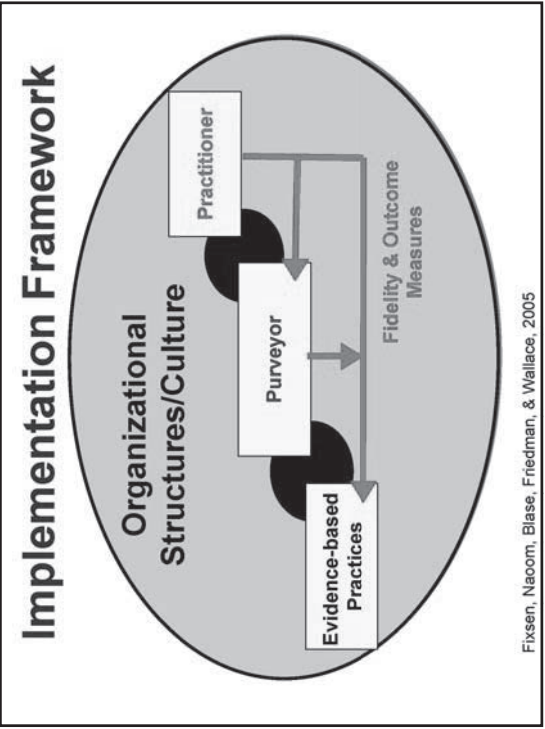 Implementation Framework
Organizational
Structures/Culture
Evidence-based
Practices
Purveyor
Practitioner
Fidelity & Outcome
Measures
Fixsen, Naoom, Blase, Friedman, & Wallace, 2005